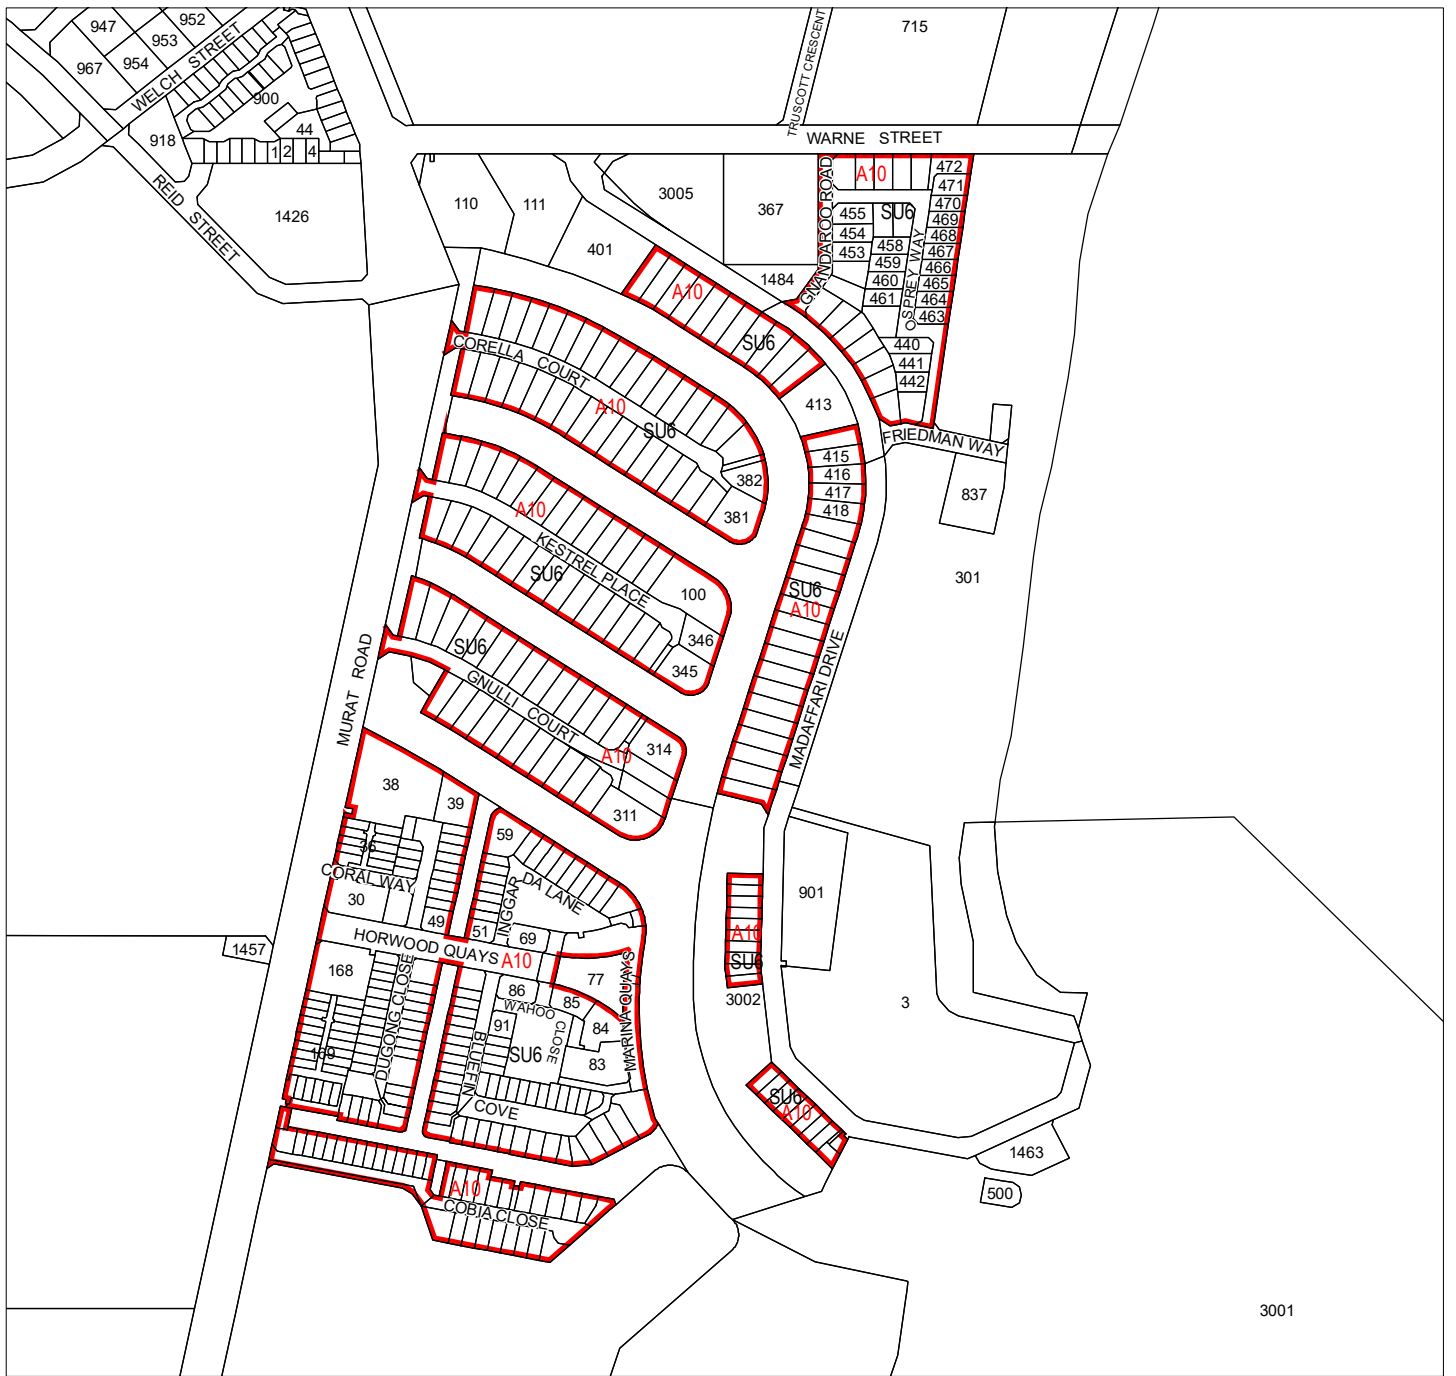 947
952
953
954
967
WELCH STREET
900
918
44
1
2
4
REID STREET
1426
TRUSCOTT CRESCENT
715
WARNE STREET
110
111
3005
367
401
1484
GNANDAROO ROAD
A10
472
471
470
469
468
467
466
465
464
463
455
454
453
SU6
458
459
460
461
OSPREY WAY
440
441
442
A10
SU6
413
FRIEDMAN WAY
837
301
CORELLA COURT
A10
SU6
382
381
415
416
417
418
SU6
A10
MADAFFARI DRIVE
A10
KESTREL PLACE
SU6
100
346
345
MURAT ROAD
SU6
GNULLI COURT
A10
314
311
38
39
36
CORAL WAY
30
49
59
INGGAR
DA LANE
51
69
HORWOOD QUAYS
A10
1457
168
169
DUGONG CLOSE
86
WAHOO
CLOSE
85
84
83
77
91
SU6
BLUEFIN
COVE
MARINA QUAYS
901
A10
SU6
3002
3
SU6
A10
1463
500
A10
COBIA CLOSE
3001